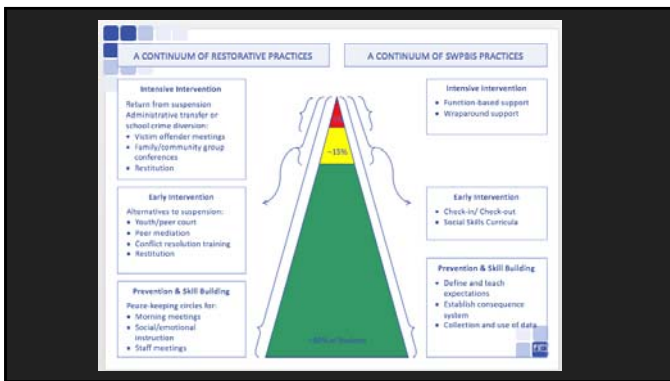 A CONTINUUM OF RESTORATIVE PRACTICES
A CONTINUUM OF SWPBIS PRACTICES
Intensive Intervention
Return from suspension
Administrative transfer or
school crime diversion:
• Victim offender meetings
• Family/community group
conferences
• Restitution
Early Intervention
Alternatives to suspension:
• Youth/peer court
• Peer mediation
• Conflict resolution training
• Restitution
Prevention & Skill Building
Peace-keeping circles for:
• Morning meetings
• Social/emotional
instruction
• Staff meetings
~15%
Intensive Intervention
• Function-based support
• Wraparound support
Early Intervention
• Check-in/ Check-out
• Social Skills Curricula
Prevention & Skill Building
• Define and teach
expectations
• Establish consequence
system
• Collection and use of data